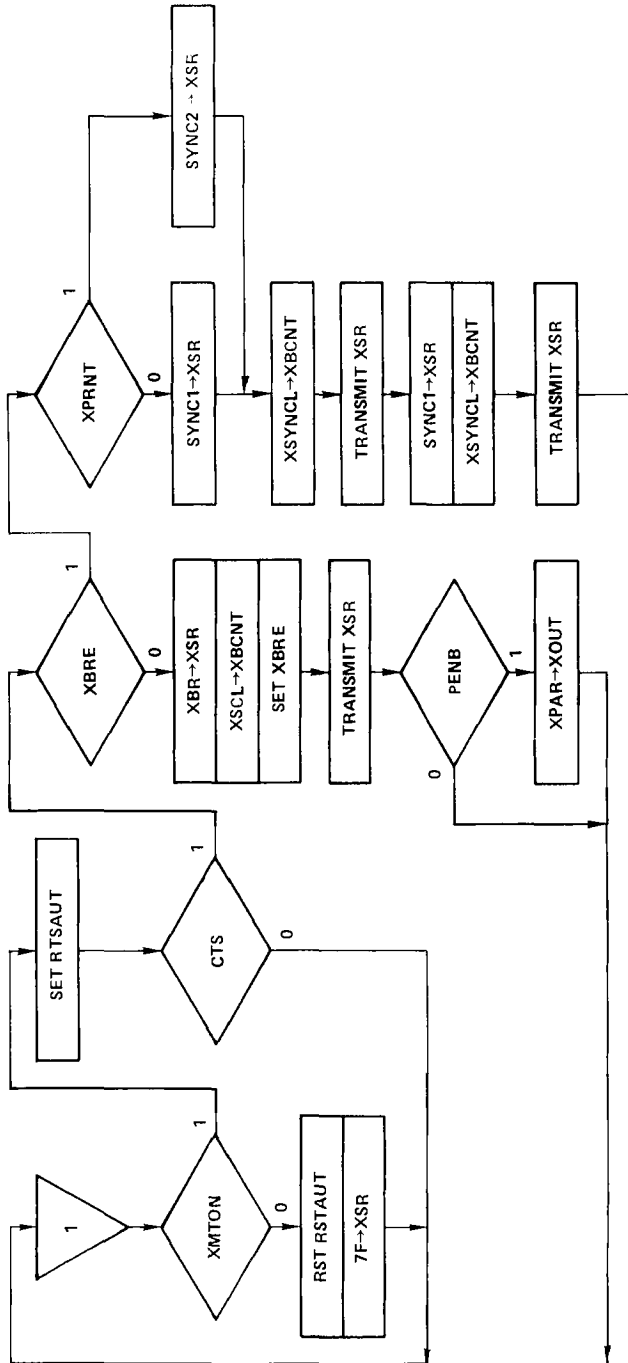 1
XMTON
1
0
RST RSTAUT
7F→XSR
SET RTSAUT
CTS
1
0
XBRE
1
0
XBR→XSR
XSCL→XBCNT
SET XBRE
TRANSMIT XSR
PENB
0
1
XPAR→XOUT
XPRNT
1
0
SYNC1→XSR
SYNC2→XSR
XSYNCL→XBCNT
TRANSMIT XSR
SYNC1→XSR
XSYNCL→XBCNT
TRANSMIT XSR